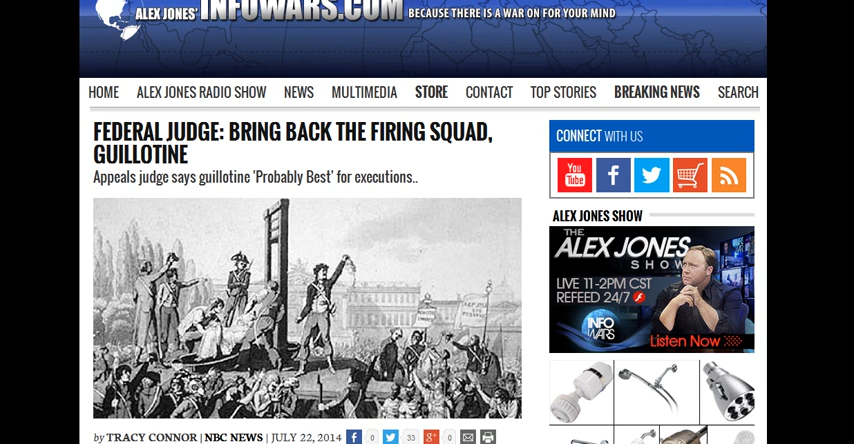 ALEX JONES' INFOWARS.COM BECAUSE THERE IS A WAR ON FOR YOUR MIND
HOME ALEX JONES RADIO SHOW NEWS MULTIMEDIA STORE CONTACT TOP STORIES BREAKING NEWS SEARCH
FEDERAL JUDGE: BRING BACK THE FIRING SQUAD,
GUILLOTINE
Appeals judge says guillotine 'Probably Best' for executions..
by TRACY CONNOR | NBC NEWS | JULY 22, 2014 f 0 33 g+1 0
CONNECT WITH US
You
Tube
f
ALEX JONES SHOW
THE
ALEX JONES
SHOW
LIVE 11-2PM CST
REFEED 24/7
INFO
WARS
Listen Now